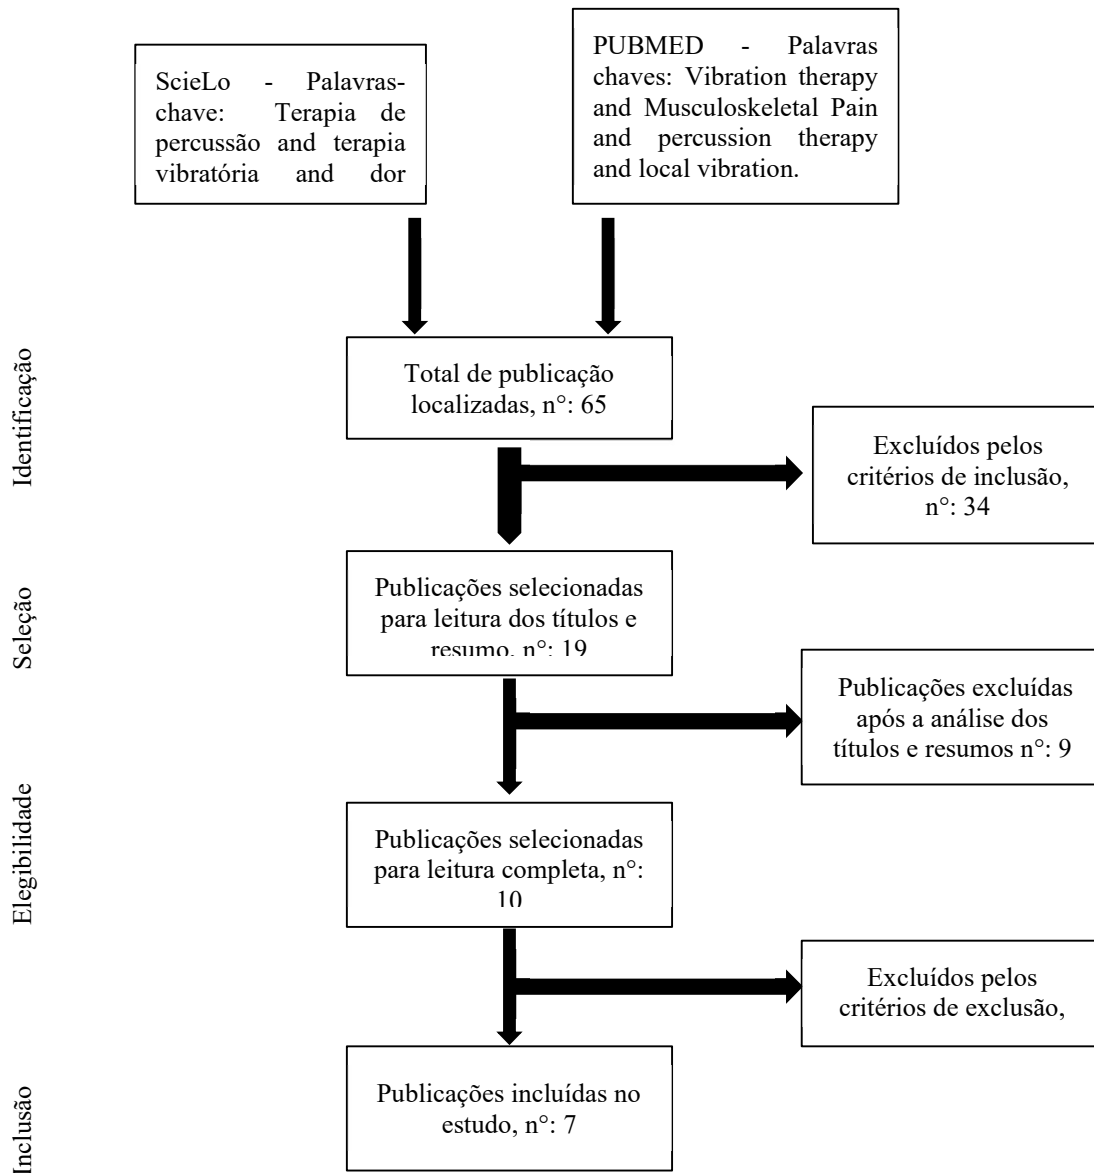 ScieLo - Palavras-
chave: Terapia de
percussão and terapia
vibratória and dor
PUBMED - Palavras
chaves: Vibration therapy
and Musculoskeletal Pain
and percussion therapy
and local vibration.
Identificação
Total de publicação
localizadas, n°: 65
Excluídos pelos
critérios de inclusão,
n°: 34
Seleção
Publicações selecionadas
para leitura dos títulos e
resumo, n°: 19
Publicações excluídas
após a análise dos
títulos e resumos n°: 9
Elegibilidade
Publicações selecionadas
para leitura completa, n°:
10
Excluídos pelos
critérios de exclusão,
Inclusão
Publicações incluídas no
estudo, n°: 7